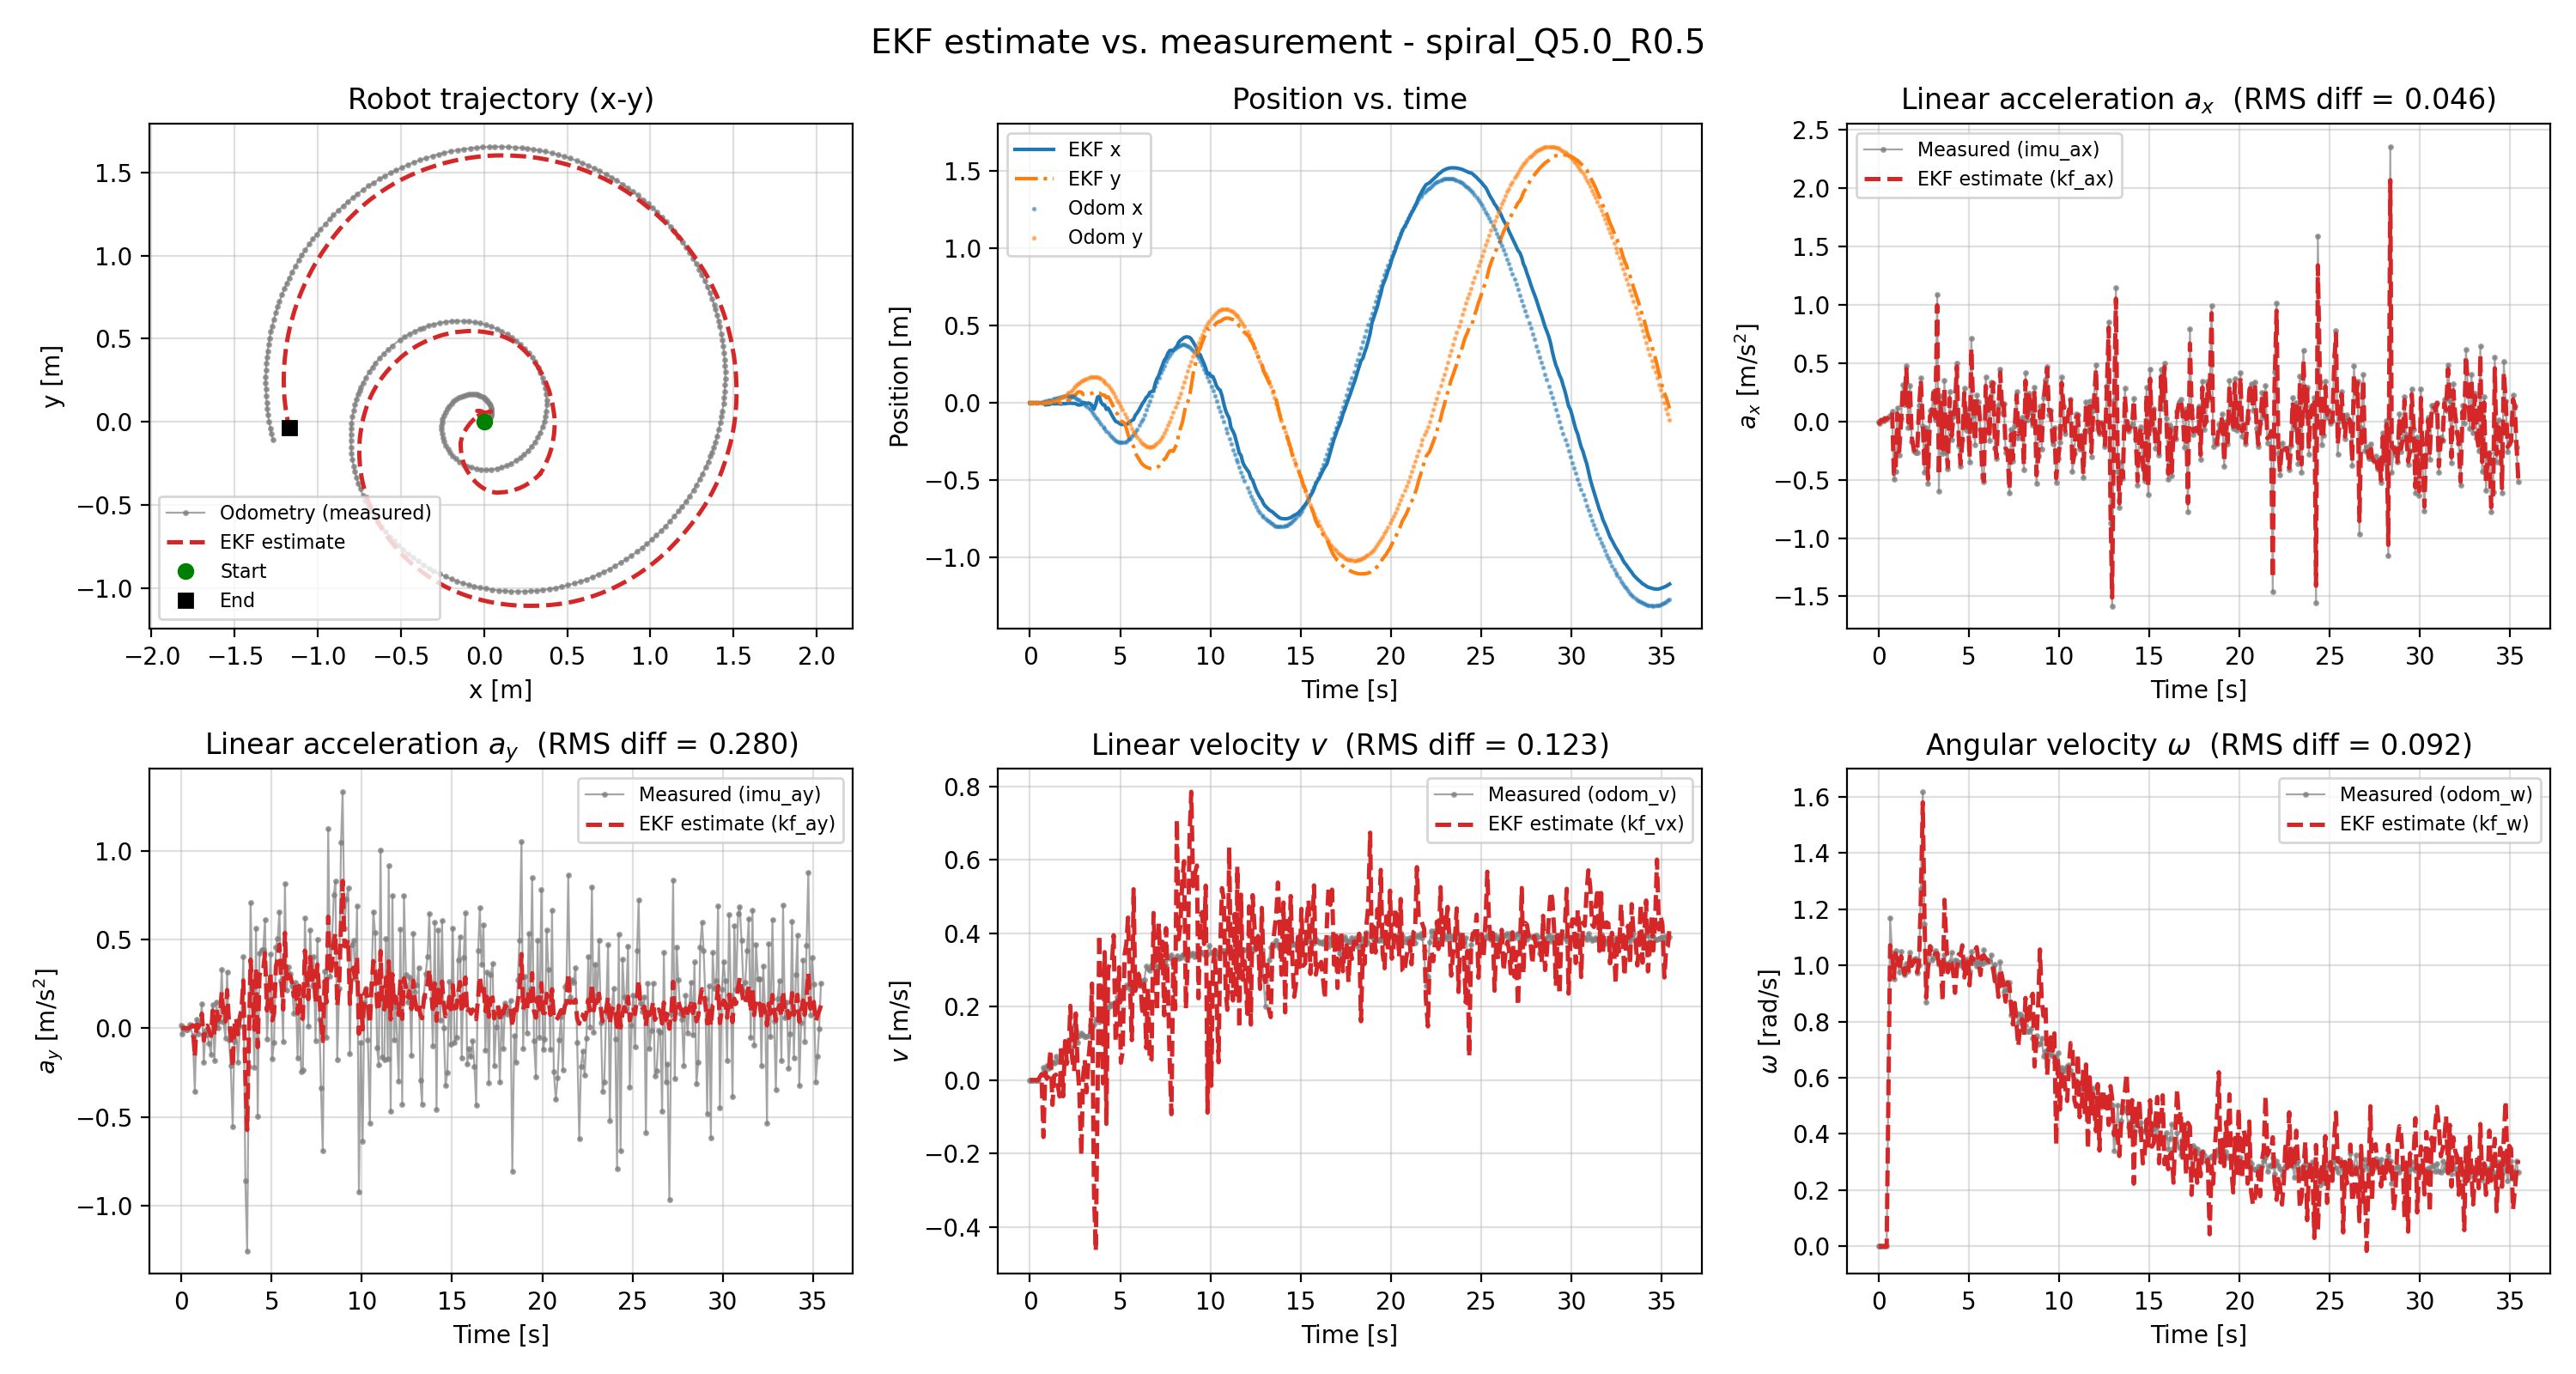 EKF estimate vs. measurement - spiral_Q5.0_R0.5
Robot trajectory (x-y)
1.5
1.0
0.5
0.0
−0.5
−1.0
y [m]
Odometry (measured)
EKF estimate
Start
End
−2.0 −1.5 −1.0 −0.5 0.0 0.5 1.0 1.5 2.0
x [m]
Position vs. time
1.5
1.0
0.5
0.0
−0.5
−1.0
Position [m]
EKF x
EKF y
Odom x
Odom y
0 5 10 15 20 25 30 35
Time [s]
Linear acceleration aₓ (RMS diff = 0.046)
2.5
2.0
1.5
1.0
0.5
0.0
−0.5
−1.0
−1.5
aₓ [m/s²]
Measured (imu_ax)
EKF estimate (kf_ax)
0 5 10 15 20 25 30 35
Time [s]
Linear acceleration a_y (RMS diff = 0.280)
1.0
0.5
0.0
−0.5
−1.0
a_y [m/s²]
Measured (imu_ay)
EKF estimate (kf_ay)
0 5 10 15 20 25 30 35
Time [s]
Linear velocity v (RMS diff = 0.123)
0.8
0.6
0.4
0.2
0.0
−0.2
−0.4
v [m/s]
Measured (odom_v)
EKF estimate (kf_vx)
0 5 10 15 20 25 30 35
Time [s]
Angular velocity ω (RMS diff = 0.092)
1.6
1.4
1.2
1.0
0.8
0.6
0.4
0.2
0.0
ω [rad/s]
Measured (odom_w)
EKF estimate (kf_w)
0 5 10 15 20 25 30 35
Time [s]